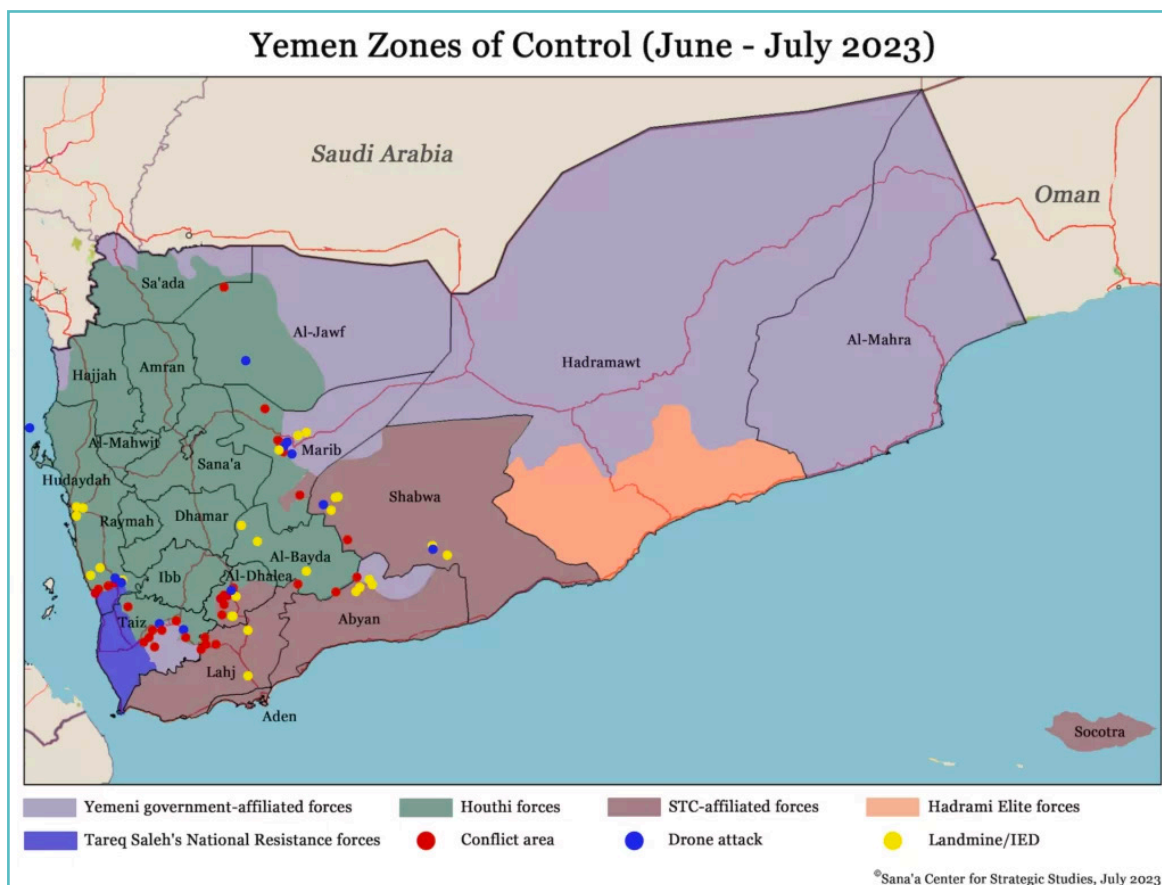 Yemen Zones of Control (June - July 2023)
Saudi Arabia
Oman
Sa'ada
Al-Jawf
Hadramawt
Al-Mahra
Hajjah
Amran
Al-Mahwit
Marib
Sana'a
Hudaydah
Shabwa
Raymah
Dhamar
Al-Bayda
Ibb
Al-Dhalea
Taiz
Abyan
Lahj
Aden
Socotra
Yemeni government-affiliated forces
Houthi forces
STC-affiliated forces
Hadrami Elite forces
Tareq Saleh's National Resistance forces
Conflict area
Drone attack
Landmine/IED
©Sana'a Center for Strategic Studies, July 2023